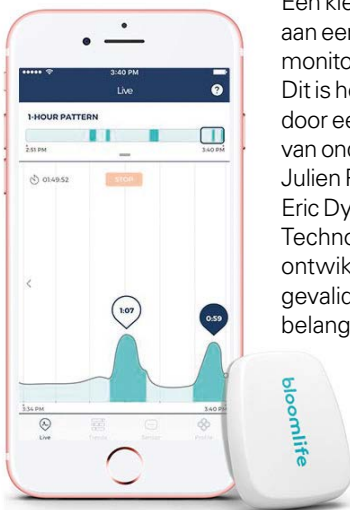 Een kle
aan een
monito
Dit is he
door ee
van ond
Julien P
Eric Dy
Techno
ontwik
gevalid
belang
3:40 PM
Live
?
1-HOUR PATTERN
2:51 PM 3:40 PM
01:49:52 STOP
1:07
0:59
3:34 PM 3:40 P
Live Trends Sensor Profile
bloomlife